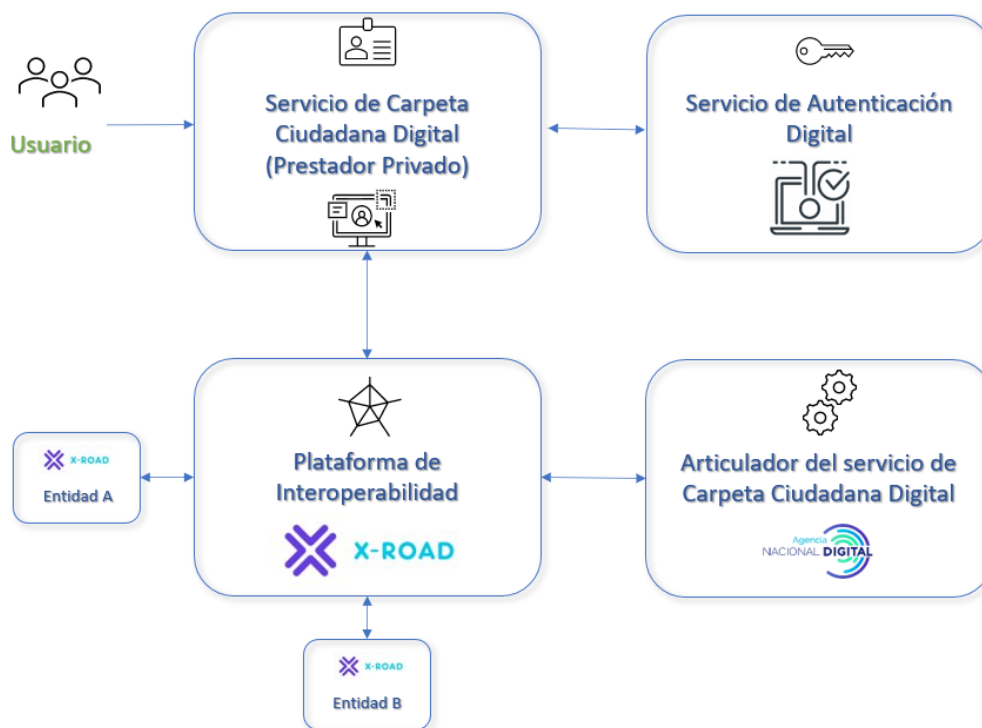 Usuario
Servicio de Carpeta
Ciudadana Digital
(Prestador Privado)
Servicio de Autenticación
Digital
X-ROAD
Entidad A
Plataforma de
Interoperabilidad
X-ROAD
Articulador del servicio de
Carpeta Ciudadana Digital
Agencia
NACIONAL DIGITAL
X-ROAD
Entidad B